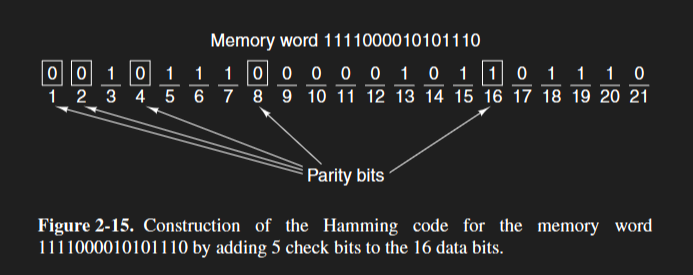 Memory word 1111000010101110
0 0 1 0 1 1 1 0 0 0 0 0 1 0 1 1 0 1 1 1 0
1 2 3 4 5 6 7 8 9 10 11 12 13 14 15 16 17 18 19 20 21
Parity bits
Figure 2-15. Construction of the Hamming code for the memory word
1111000010101110 by adding 5 check bits to the 16 data bits.